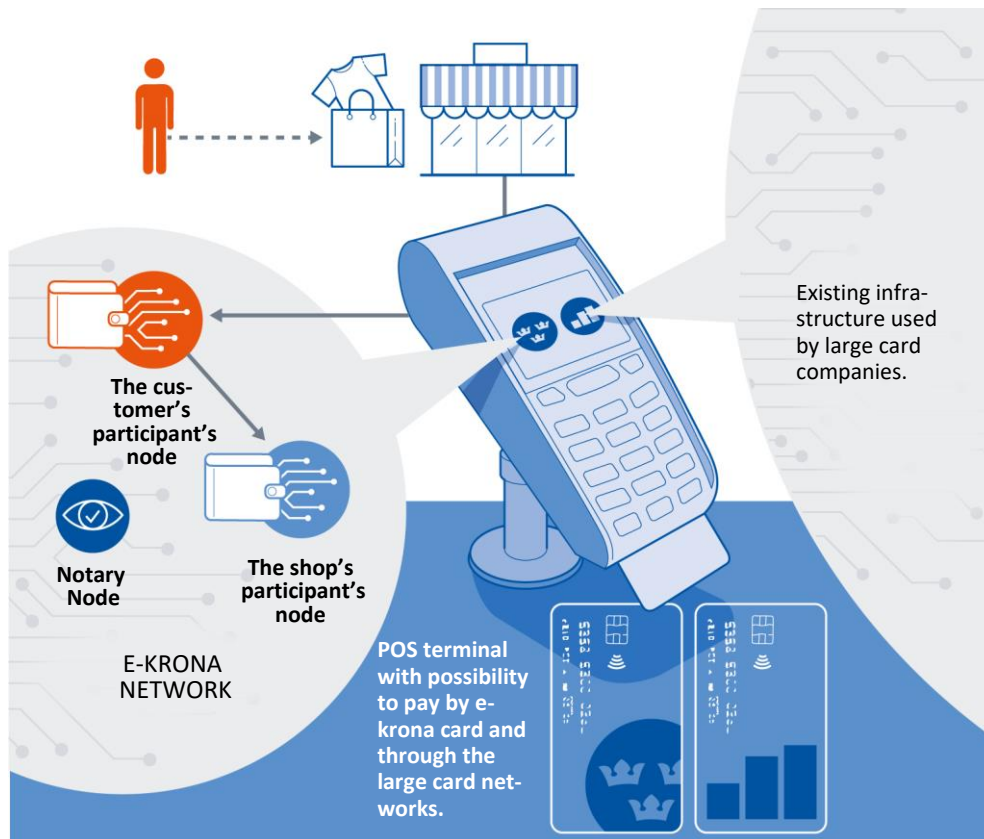 Existing infra-
structure used
by large card
companies.
The cus-
tomer's
participant's
node
Notary
Node
The shop's
participant's
node
E-KRONA
NETWORK
POS terminal
with possibility
to pay by e-
krona card and
through the
large card net-
works.